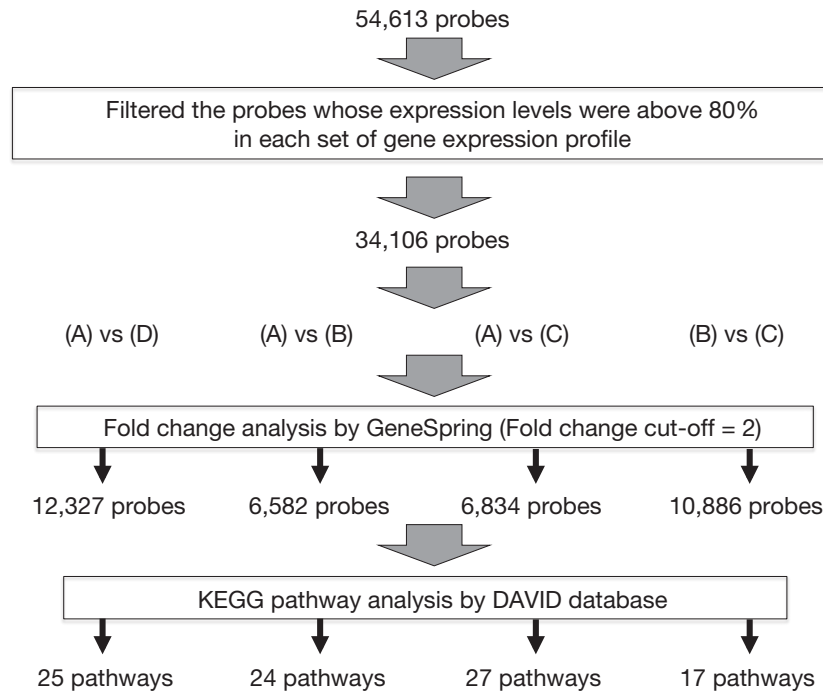 54,613 probes
Filtered the probes whose expression levels were above 80%
in each set of gene expression profile
34,106 probes
(A) vs (D) (A) vs (B) (A) vs (C) (B) vs (C)
Fold change analysis by GeneSpring (Fold change cut-off = 2)
12,327 probes 6,582 probes 6,834 probes 10,886 probes
KEGG pathway analysis by DAVID database
25 pathways 24 pathways 27 pathways 17 pathways